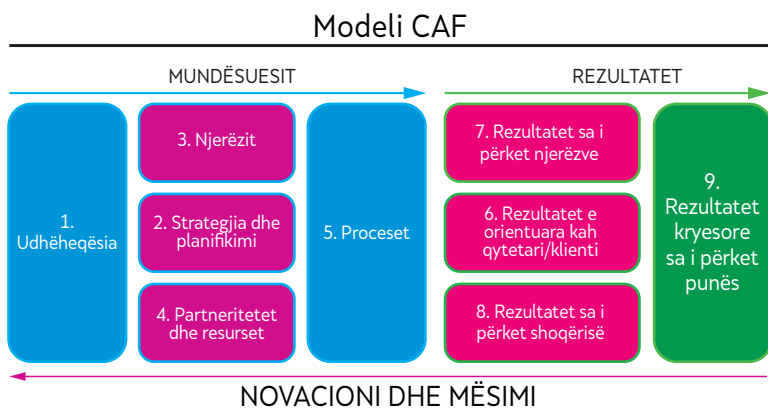 Modeli CAF
MUNDËSUESIT
REZULTATET
1.
Udhëheqësia
3. Njerëzit
2. Strategjia dhe
planifikimi
4. Partneritetet
dhe resurset
5. Proceset
7. Rezultatet sa i
përket njerëzve
6. Rezultatet e
orientuara kah
qytetari/klienti
8. Rezultatet sa i
përket shoqërisë
9.
Rezultatet
kryesore
sa i përket
punës
NOVACIONI DHE MËSIMI